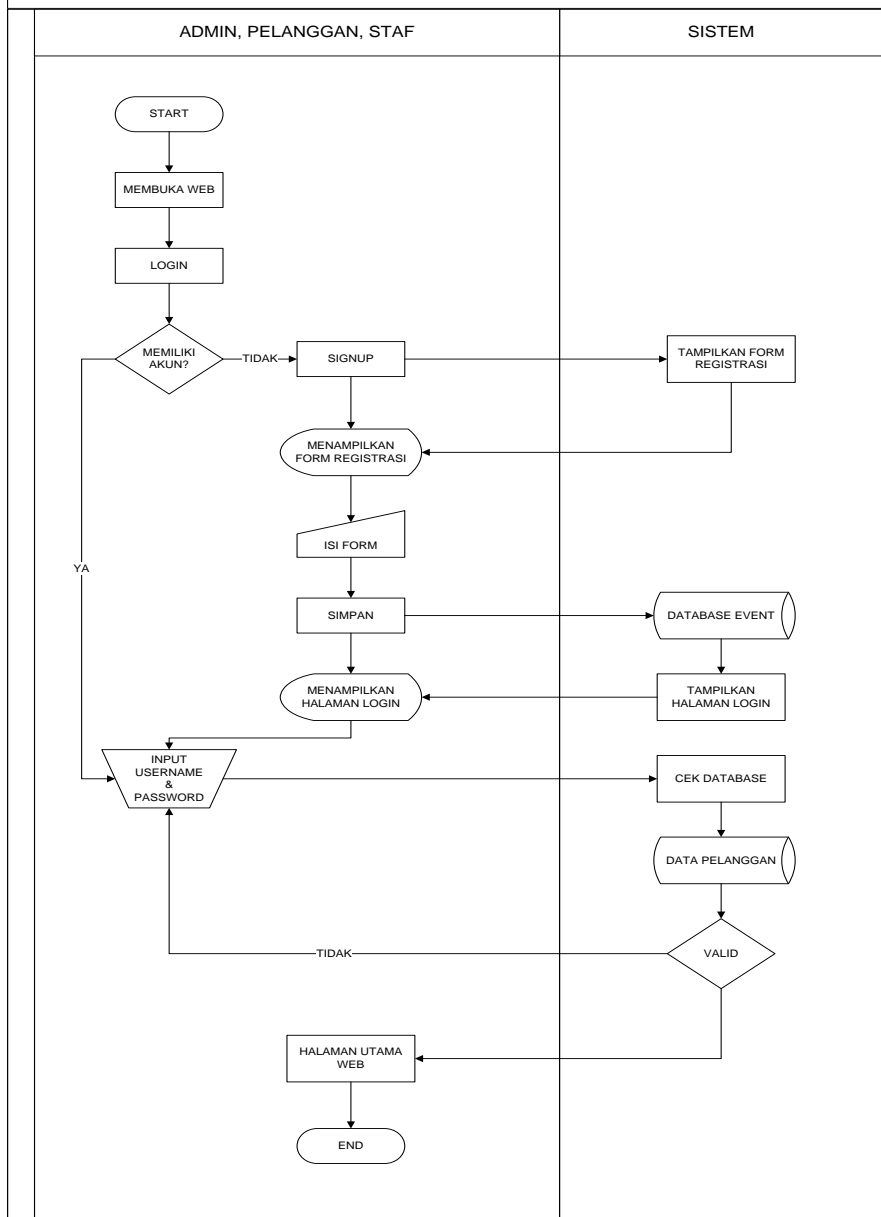 ADMIN, PELANGGAN, STAF
SISTEM
START
MEMBUKA WEB
LOGIN
MEMILIKI
AKUN?
TIDAK
SIGNUP
TAMPILKAN FORM
REGISTRASI
MENAMPILKAN
FORM REGISTRASI
ISI FORM
YA
SIMPAN
DATABASE EVENT
MENAMPILKAN
HALAMAN LOGIN
TAMPILKAN
HALAMAN LOGIN
INPUT
USERNAME
&
PASSWORD
CEK DATABASE
DATA PELANGGAN
VALID
TIDAK
HALAMAN UTAMA
WEB
END